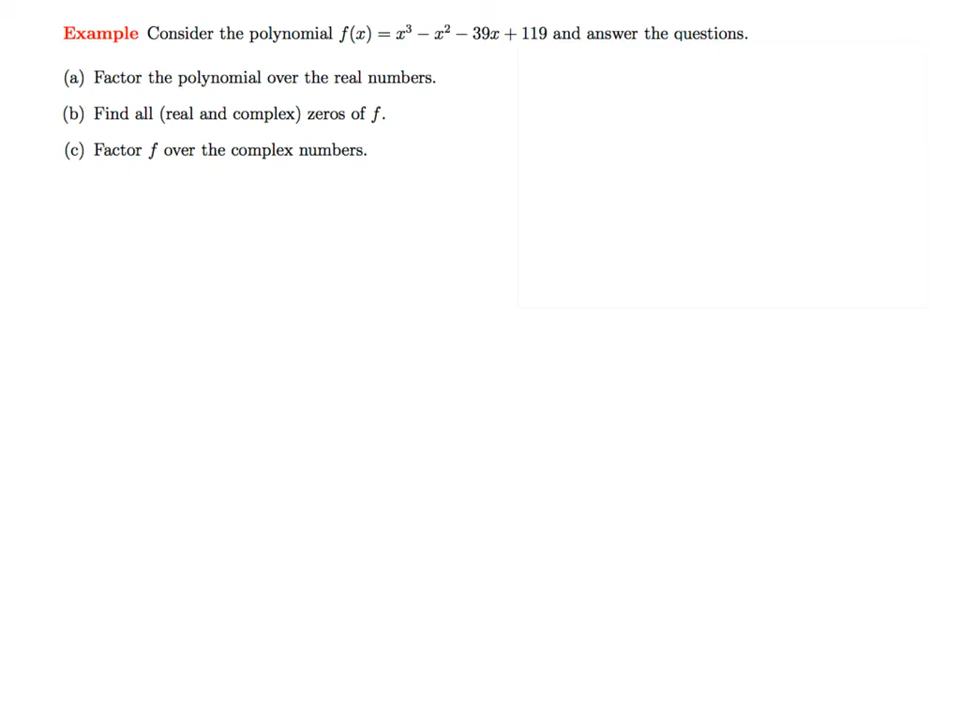 Example Consider the polynomial f(x) = x³ − x² − 39x + 119 and answer the questions.
(a) Factor the polynomial over the real numbers.
(b) Find all (real and complex) zeros of f.
(c) Factor f over the complex numbers.